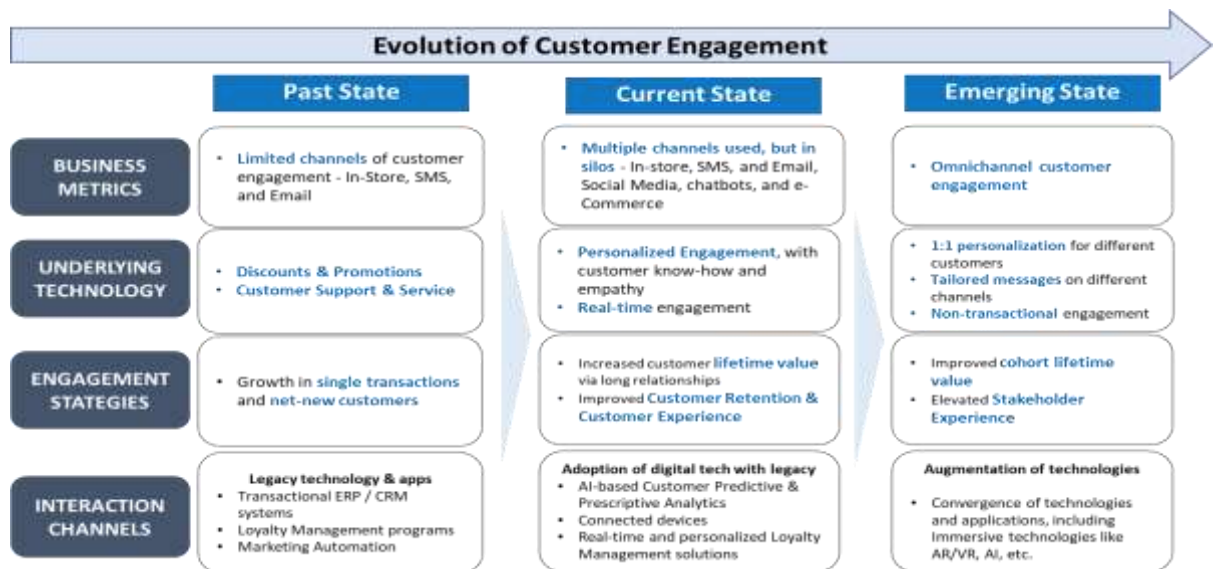 Evolution of Customer Engagement
Past State
Current State
Emerging State
BUSINESS
METRICS
• Limited channels of customer
engagement - In-Store, SMS,
and Email
• Multiple channels used, but in
silos - In-store, SMS, and Email,
Social Media, chatbots, and e-
Commerce
• Omnichannel customer
engagement
UNDERLYING
TECHNOLOGY
• Discounts & Promotions
• Customer Support & Service
• Personalized Engagement, with
customer know-how and
empathy
• Real-time engagement
• 1:1 personalization for different
customers
• Tailored messages on different
channels
• Non-transactional engagement
ENGAGEMENT
STATEGIES
• Growth in single transactions
and net-new customers
• Increased customer lifetime value
via long relationships
• Improved Customer Retention &
Customer Experience
• Improved cohort lifetime
value
• Elevated Stakeholder
Experience
INTERACTION
CHANNELS
Legacy technology & apps
• Transactional ERP / CRM
systems
• Loyalty Management programs
• Marketing Automation
Adoption of digital tech with legacy
• AI-based Customer Predictive &
Prescriptive Analytics
• Connected devices
• Real-time and personalized Loyalty
Management solutions
Augmentation of technologies
• Convergence of technologies
and applications, including
Immersive technologies like
AR/VR, AI, etc.